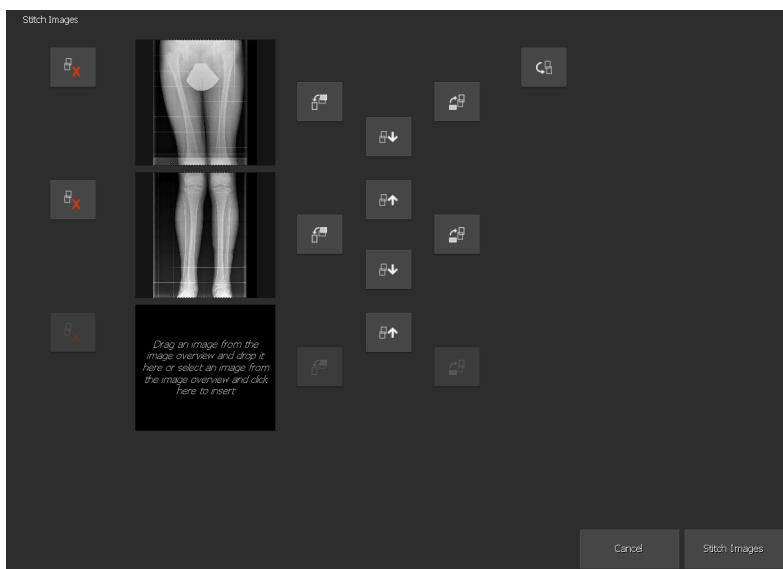 Stitch Images
Drag an image from the
image overview and drop it
here or select an image from
the image overview and click
here to insert
Cancel
Stitch Images